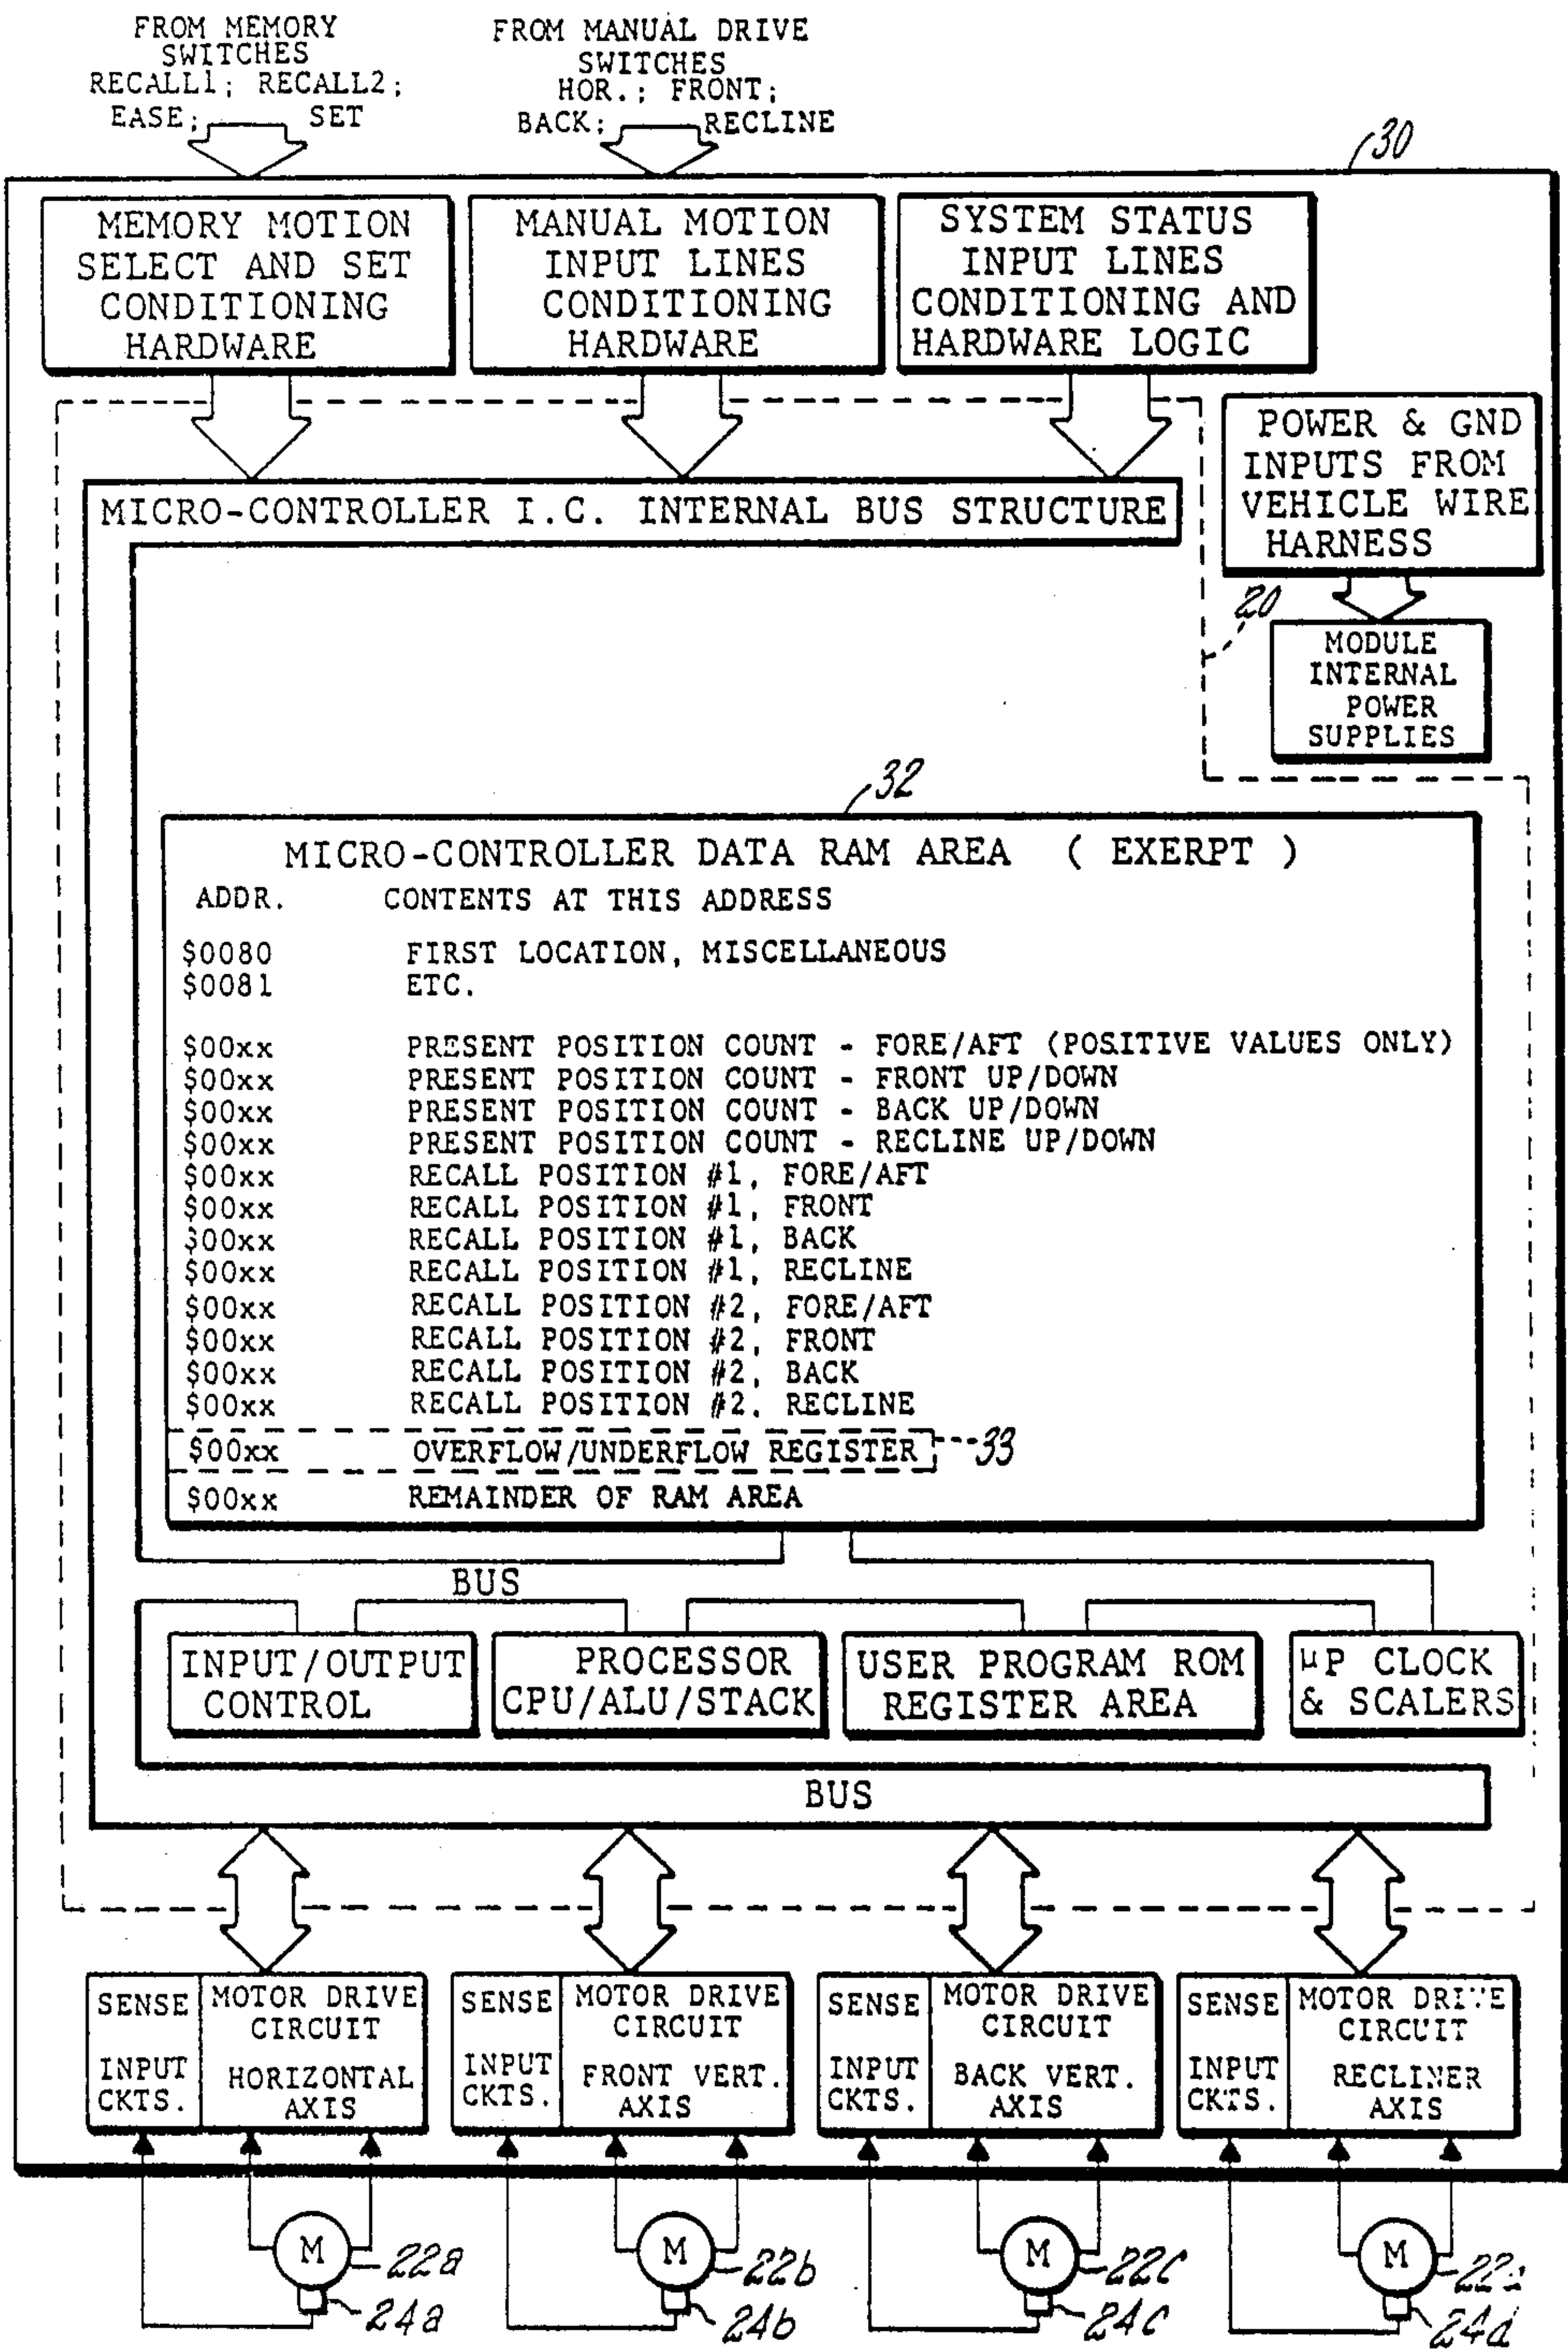 FROM MEMORY
SWITCHES
RECALL1; RECALL2;
EASE; SET
FROM MANUAL DRIVE
SWITCHES
HOR.; FRONT;
BACK; RECLINE
30
MEMORY MOTION
SELECT AND SET
CONDITIONING
HARDWARE
MANUAL MOTION
INPUT LINES
CONDITIONING
HARDWARE
SYSTEM STATUS
INPUT LINES
CONDITIONING AND
HARDWARE LOGIC
POWER & GND
INPUTS FROM
VEHICLE WIRE
HARNESS
MICRO-CONTROLLER I.C. INTERNAL BUS STRUCTURE
20
MODULE
INTERNAL
POWER
SUPPLIES
32
MICRO-CONTROLLER DATA RAM AREA ( EXERPT )
ADDR. CONTENTS AT THIS ADDRESS
$0080 FIRST LOCATION, MISCELLANEOUS
$0081 ETC.
$00xx PRESENT POSITION COUNT - FORE/AFT (POSITIVE VALUES ONLY)
$00xx PRESENT POSITION COUNT - FRONT UP/DOWN
$00xx PRESENT POSITION COUNT - BACK UP/DOWN
$00xx PRESENT POSITION COUNT - RECLINE UP/DOWN
$00xx RECALL POSITION #1, FORE/AFT
$00xx RECALL POSITION #1, FRONT
$00xx RECALL POSITION #1, BACK
$00xx RECALL POSITION #1, RECLINE
$00xx RECALL POSITION #2, FORE/AFT
$00xx RECALL POSITION #2, FRONT
$00xx RECALL POSITION #2, BACK
$00xx RECALL POSITION #2, RECLINE
$00xx OVERFLOW/UNDERFLOW REGISTER 33
$00xx REMAINDER OF RAM AREA
BUS
INPUT/OUTPUT
CONTROL
PROCESSOR
CPU/ALU/STACK
USER PROGRAM ROM
REGISTER AREA
µP CLOCK
& SCALERS
BUS
SENSE
INPUT
CKTS.
MOTOR DRIVE
CIRCUIT
HORIZONTAL
AXIS
SENSE
INPUT
CKTS.
MOTOR DRIVE
CIRCUIT
FRONT VERT.
AXIS
SENSE
INPUT
CKTS.
MOTOR DRIVE
CIRCUIT
BACK VERT.
AXIS
SENSE
INPUT
CKTS.
MOTOR DRIVE
CIRCUIT
RECLINER
AXIS
M 22a
24a
M 22b
24b
M 22c
24c
M
24d